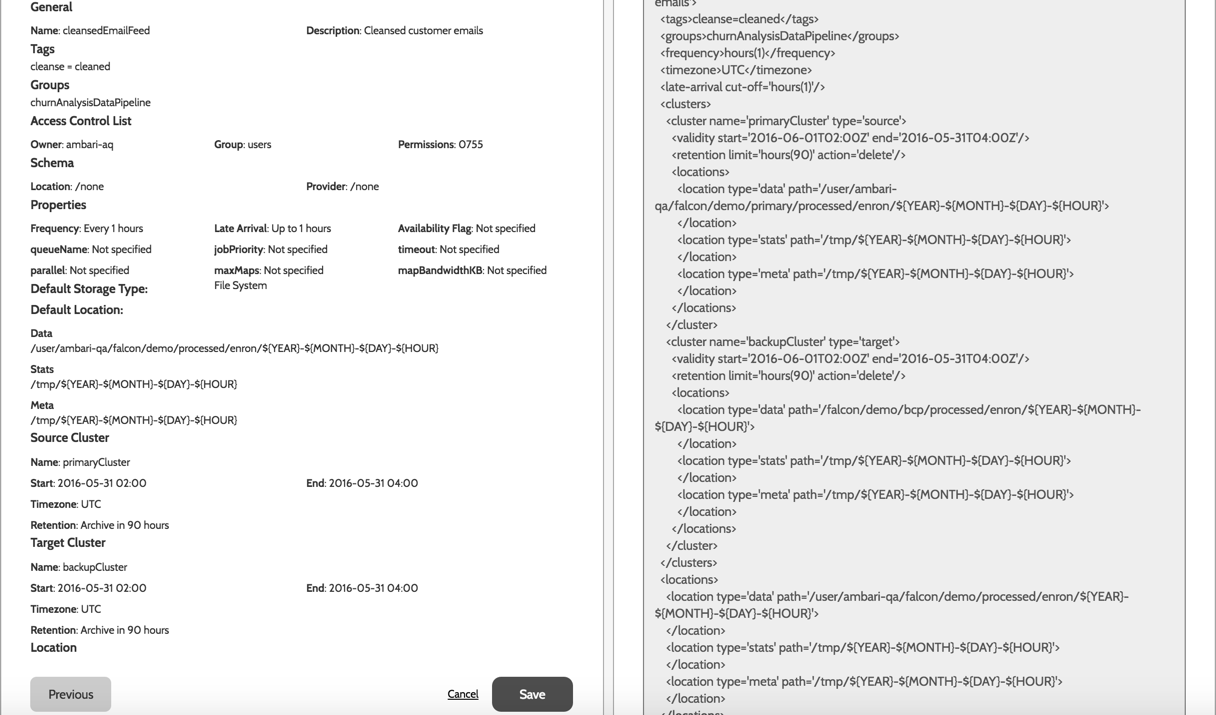 General
Name: cleansedEmailFeed Description: Cleansed customer emails
Tags
cleanse = cleaned
Groups
churnAnalysisDataPipeline
Access Control List
Owner: ambari-aq Group: users Permissions: 0755
Schema
Location: /none Provider: /none
Properties
Frequency: Every 1 hours Late Arrival: Up to 1 hours Availability Flag: Not specified
queueName: Not specified jobPriority: Not specified timeout: Not specified
parallel: Not specified maxMaps: Not specified mapBandwidthKB: Not specified
Default Storage Type: File System
Default Location:
Data
/user/ambari-qa/falcon/demo/processed/enron/${YEAR}-${MONTH}-${DAY}-${HOUR}
Stats
/tmp/${YEAR}-${MONTH}-${DAY}-${HOUR}
Meta
/tmp/${YEAR}-${MONTH}-${DAY}-${HOUR}
Source Cluster
Name: primaryCluster
Start: 2016-05-31 02:00 End: 2016-05-31 04:00
Timezone: UTC
Retention: Archive in 90 hours
Target Cluster
Name: backupCluster
Start: 2016-05-31 02:00 End: 2016-05-31 04:00
Timezone: UTC
Retention: Archive in 90 hours
Location
Previous Cancel Save
emails'>
<tags>cleanse=cleaned</tags>
<groups>churnAnalysisDataPipeline</groups>
<frequency>hours(1)</frequency>
<timezone>UTC</timezone>
<late-arrival cut-off='hours(1)'/>
<clusters>
<cluster name='primaryCluster' type='source'>
<validity start='2016-06-01T02:00Z' end='2016-05-31T04:00Z'/>
<retention limit='hours(90)' action='delete'/>
<locations>
<location type='data' path='/user/ambari-
qa/falcon/demo/primary/processed/enron/${YEAR}-${MONTH}-${DAY}-${HOUR}'>
</location>
<location type='stats' path='/tmp/${YEAR}-${MONTH}-${DAY}-${HOUR}'>
</location>
<location type='meta' path='/tmp/${YEAR}-${MONTH}-${DAY}-${HOUR}'>
</location>
</locations>
</cluster>
<cluster name='backupCluster' type='target'>
<validity start='2016-06-01T02:00Z' end='2016-05-31T04:00Z'/>
<retention limit='hours(90)' action='delete'/>
<locations>
<location type='data' path='/falcon/demo/bcp/processed/enron/${YEAR}-${MONTH}-
${DAY}-${HOUR}'>
</location>
<location type='stats' path='/tmp/${YEAR}-${MONTH}-${DAY}-${HOUR}'>
</location>
<location type='meta' path='/tmp/${YEAR}-${MONTH}-${DAY}-${HOUR}'>
</location>
</locations>
</cluster>
</clusters>
<locations>
<location type='data' path='/user/ambari-qa/falcon/demo/processed/enron/${YEAR}-
${MONTH}-${DAY}-${HOUR}'>
</location>
<location type='stats' path='/tmp/${YEAR}-${MONTH}-${DAY}-${HOUR}'>
</location>
<location type='meta' path='/tmp/${YEAR}-${MONTH}-${DAY}-${HOUR}'>
</location>
</locations>